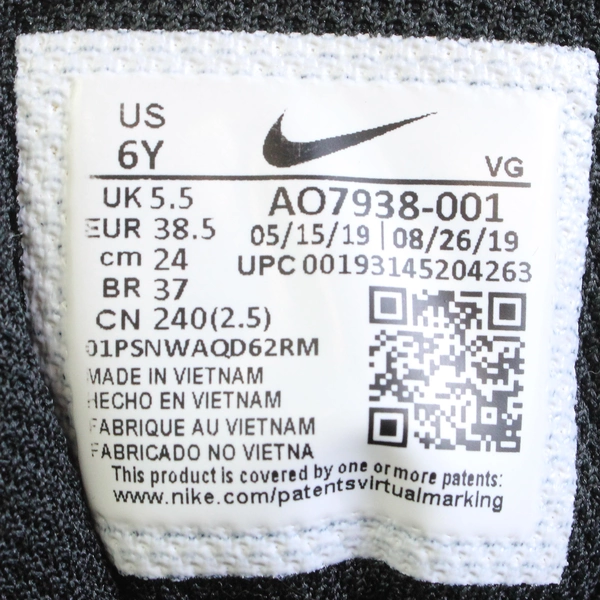 US
6Y
VG
UK 5.5
EUR 38.5
cm 24
BR 37
CN 240(2.5)
AO7938-001
05/15/19 | 08/26/19
UPC 00193145204263
01PSNWAQD62RM
MADE IN VIETNAM
HECHO EN VIETNAM
FABRIQUE AU VIETNAM
FABRICADO NO VIETNA
This product is covered by one or more patents:
www.nike.com/patentsvirtualmarking